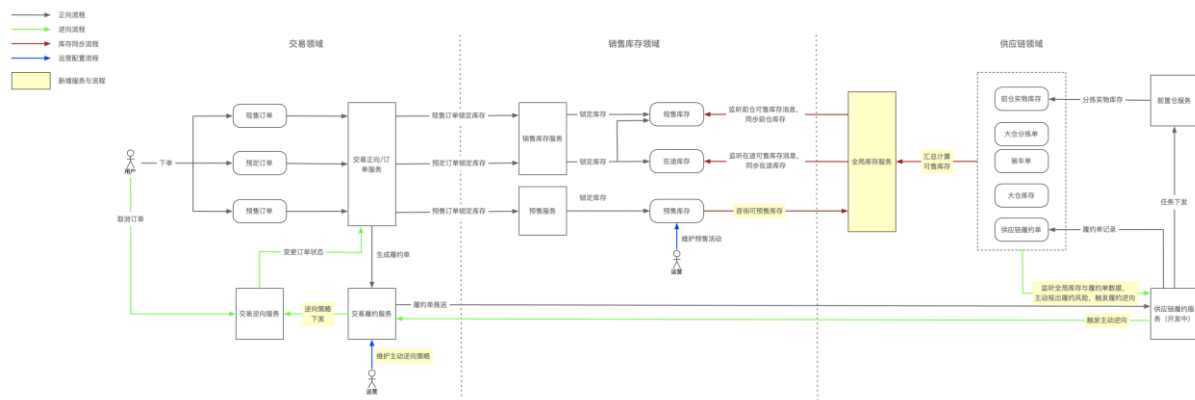 正向流程
逆向流程
库存同步流程
运营配置流程
新增服务与流程
交易领域
销售库存领域
供应链领域
现售订单
预定订单
预售订单
下单
用户
取消订单
交易正向/订
单服务
现售订单锁定库存
预定订单锁定库存
预售订单锁定库存
销售库存服务
预售服务
锁定库存
锁定库存
锁定库存
现售库存
在途库存
预售库存
监听前仓可售库存消息,
同步前仓库存
监听在途可售库存消息,
同步在途库存
咨询可预售库存
维护预售活动
运营
全局库存服务
汇总计算
可售库存
前仓实物库存
大仓分拣单
装车单
大仓库存
供应链履约单
分拣实物库存
前置仓服务
任务下发
履约单记录
监听全局库存与履约单数据,
主动报出履约风险, 触发履约逆向
供应链履约服
务（开发中）
变更订单状态
生成履约单
交易逆向服务
逆向策略
下发
交易履约服务
履约单推送
触发主动逆向
维护主动逆向策略
运营